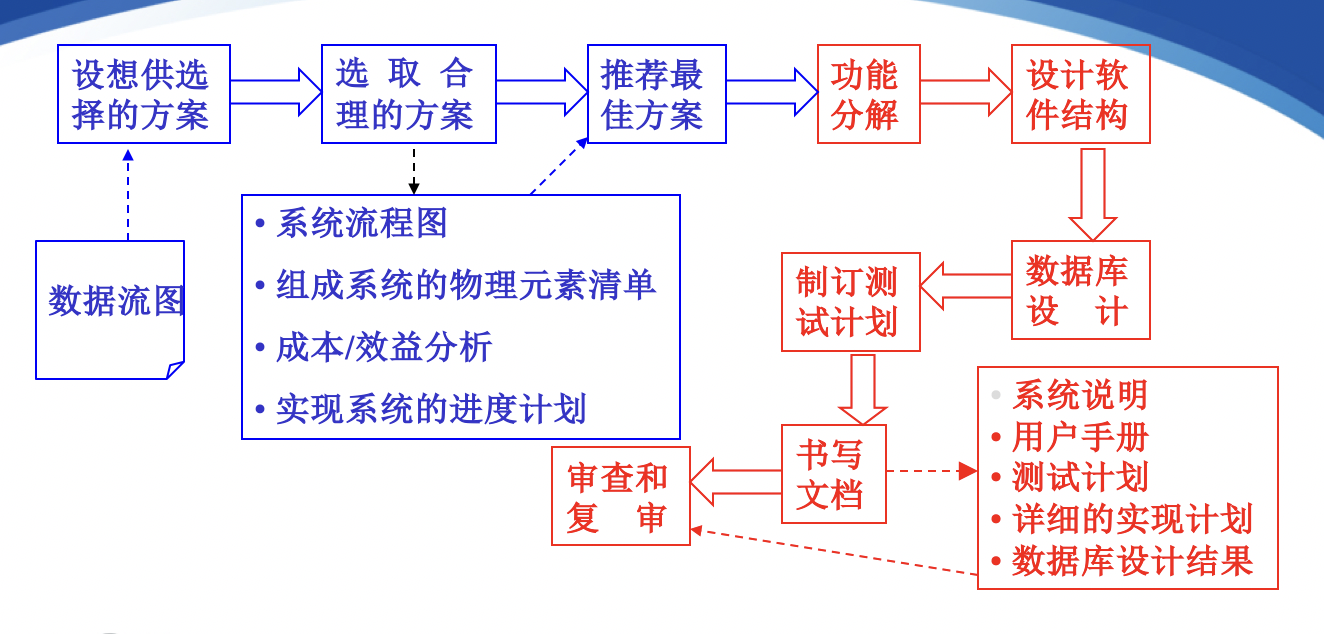 设想供选
择的方案
选 取 合
理的方案
推荐最
佳方案
功能
分解
设计软
件结构
数据流图
• 系统流程图
• 组成系统的物理元素清单
• 成本/效益分析
• 实现系统的进度计划
制订测
试计划
数据库
设 计
书写
文档
审查和
复 审
• 系统说明
• 用户手册
• 测试计划
• 详细的实现计划
• 数据库设计结果